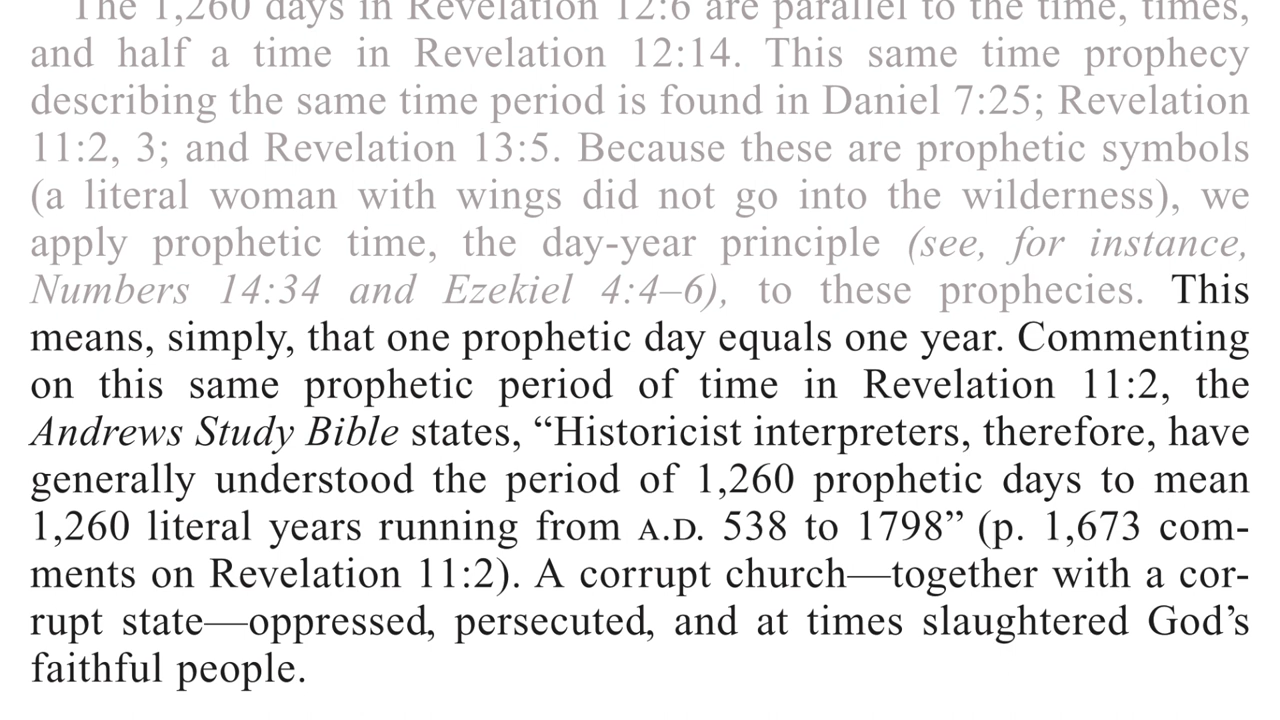 The 1,260 days in Revelation 12:6 are parallel to the time, times,
and half a time in Revelation 12:14. This same time prophecy
describing the same time period is found in Daniel 7:25; Revelation
11:2, 3; and Revelation 13:5. Because these are prophetic symbols
(a literal woman with wings did not go into the wilderness), we
apply prophetic time, the day-year principle (see, for instance,
Numbers 14:34 and Ezekiel 4:4–6), to these prophecies. This
means, simply, that one prophetic day equals one year. Commenting
on this same prophetic period of time in Revelation 11:2, the
Andrews Study Bible states, “Historicist interpreters, therefore, have
generally understood the period of 1,260 prophetic days to mean
1,260 literal years running from A.D. 538 to 1798” (p. 1,673 com-
ments on Revelation 11:2). A corrupt church—together with a cor-
rupt state—oppressed, persecuted, and at times slaughtered God’s
faithful people.